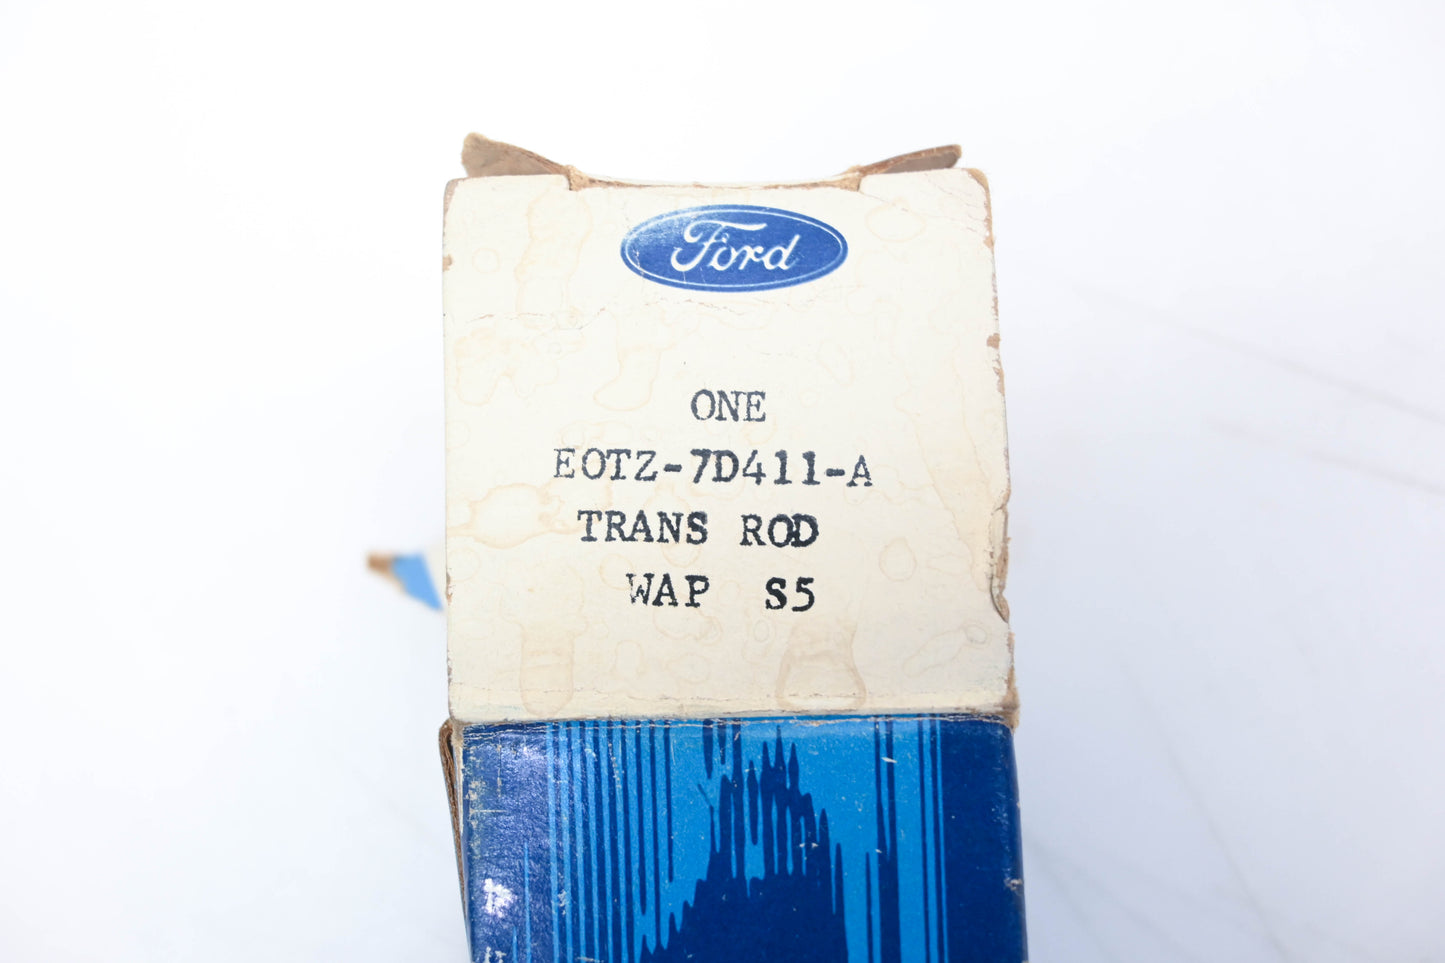 Ford
ONE
EOTZ-7D411-A
TRANS ROD
WAP S5